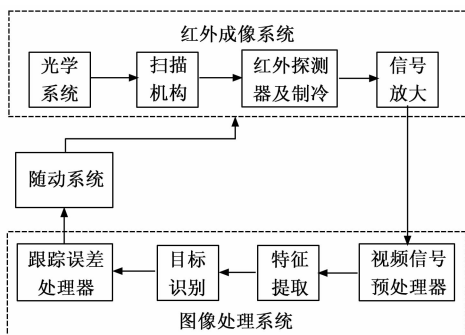 红外成像系统
光学
系统
扫描
机构
红外探测
器及制冷
信号
放大
随动系统
跟踪误差
处理器
目标
识别
特征
提取
视频信号
预处理器
图像处理系统